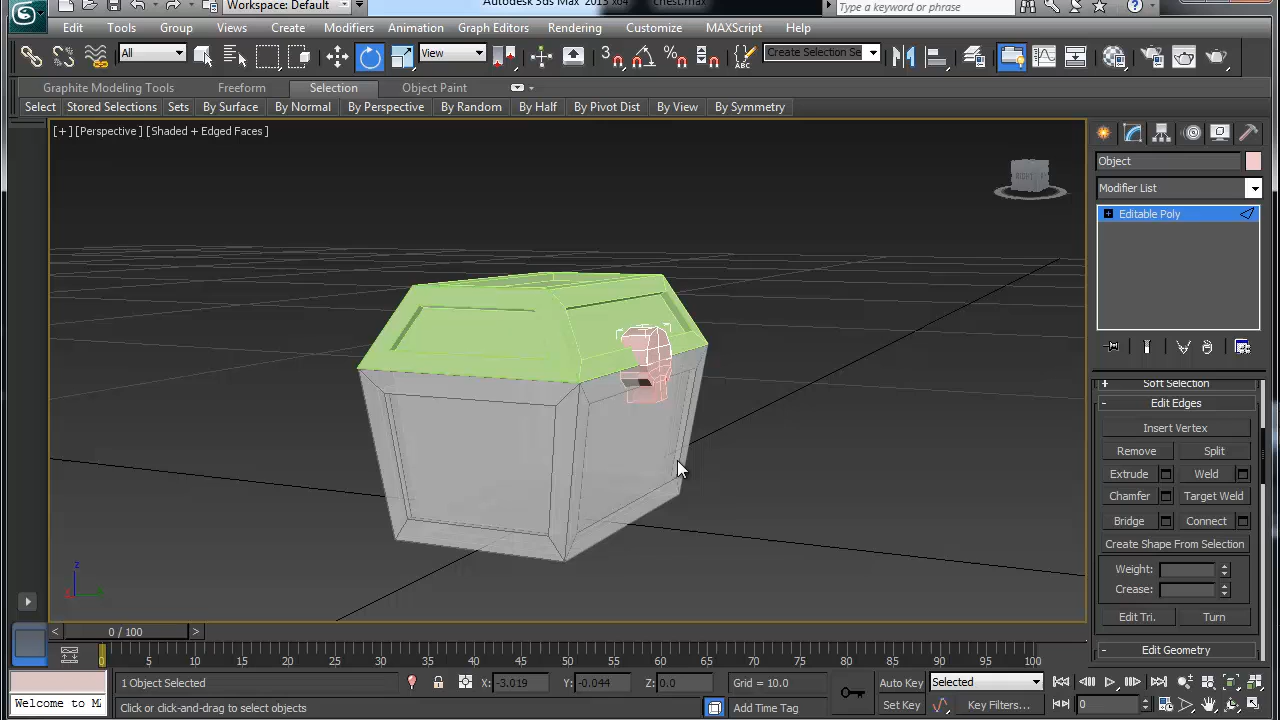 Workspace: Default
Autodesk 3ds Max 2013 x64
chest.max
Type a keyword or phrase
Edit Tools Group Views Create Modifiers Animation Graph Editors Rendering Customize MAXScript Help
All
View
3
Create Selection Se
Graphite Modeling Tools Freeform Selection Object Paint
Select Stored Selections Sets By Surface By Normal By Perspective By Random By Half By Pivot Dist By View By Symmetry
[+] [Perspective ] [Shaded + Edged Faces ]
Object
Modifier List
Editable Poly
+ Soft Selection
- Edit Edges
Insert Vertex
Remove Split
Extrude Weld
Chamfer Target Weld
Bridge Connect
Create Shape From Selection
Weight:
Crease:
Edit Tri. Turn
- Edit Geometry
z
x
< 0 / 100 >
0 5 10 15 20 25 30 35 40 45 50 55 60 65 70 75 80 85 90 95 100
1 Object Selected X: -3.019 Y: -0.044 Z: 0.0 Grid = 10.0 Auto Key Selected
Welcome to M
Click or click-and-drag to select objects Add Time Tag Set Key Key Filters... 0